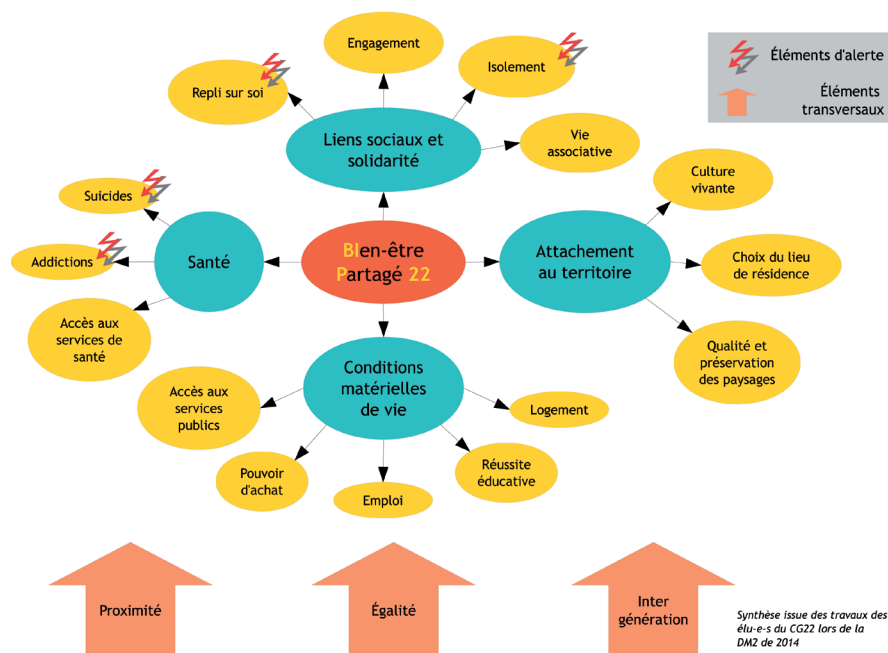 Engagement
Isolement
Repli sur soi
Éléments d'alerte
Éléments
transversaux
Liens sociaux et
solidarité
Vie
associative
Culture
vivante
Suicides
Addictions
Santé
BIen-être
Partagé 22
Attachement
au territoire
Choix du lieu
de résidence
Accès aux
services de
santé
Qualité et
préservation
des paysages
Conditions
matérielles
de vie
Accès aux
services
publics
Logement
Pouvoir
d'achat
Emploi
Réussite
éducative
Proximité
Égalité
Inter
génération
Synthèse issue des travaux des
élu-e-s du CG22 lors de la
DM2 de 2014